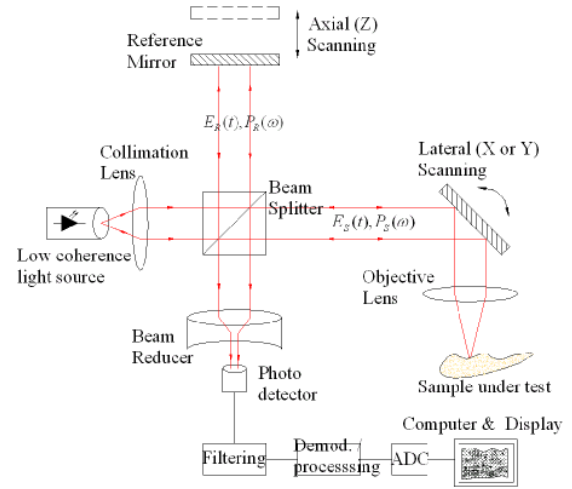 Axial (Z)
Scanning
Reference
Mirror
E_R(t), P_R(ω)
Collimation
Lens
Lateral (X or Y)
Scanning
Beam
Splitter
E_S(t), P_S(ω)
Low coherence
light source
Objective
Lens
Beam
Reducer
Photo
detector
Sample under test
Computer & Display
Filtering
Demod. /
processsing
ADC